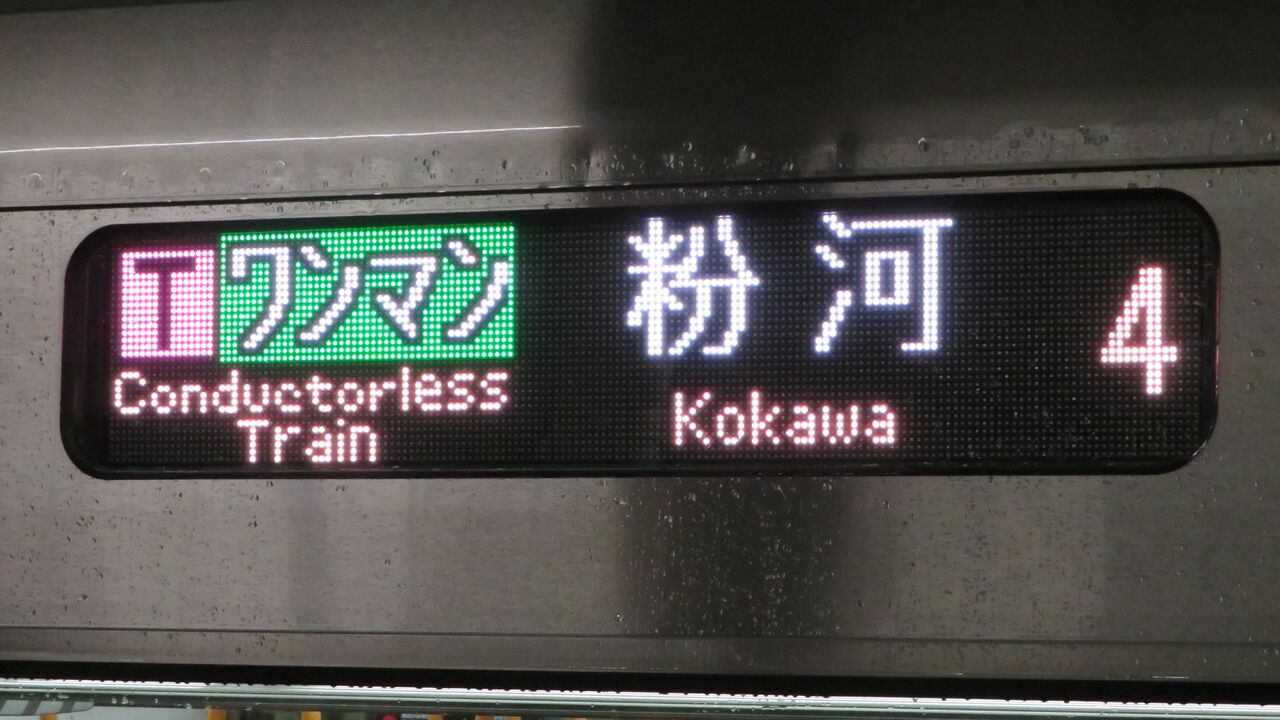 T ワンマン
Conductorless
Train
粉河
Kokawa
4